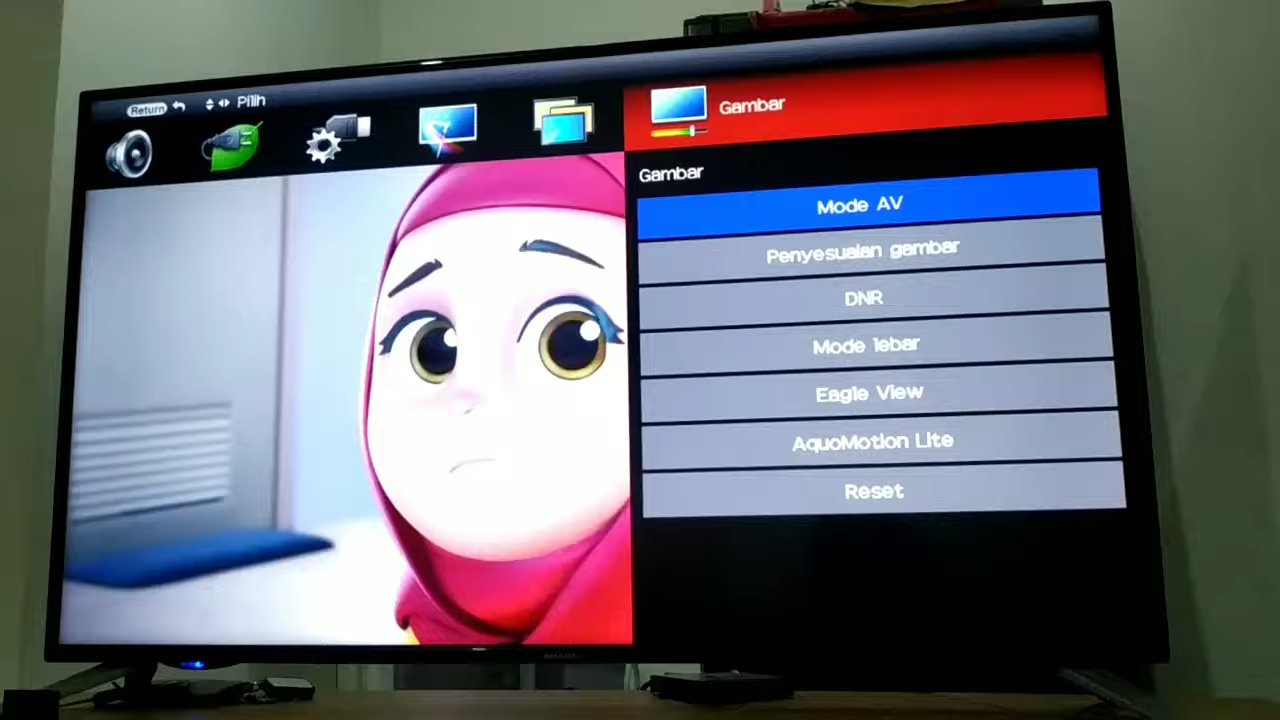 Return Pilih
Gambar
Gambar
Mode AV
Penyesuaian gambar
DNR
Mode lebar
Eagle View
AquoMotion Lite
Reset